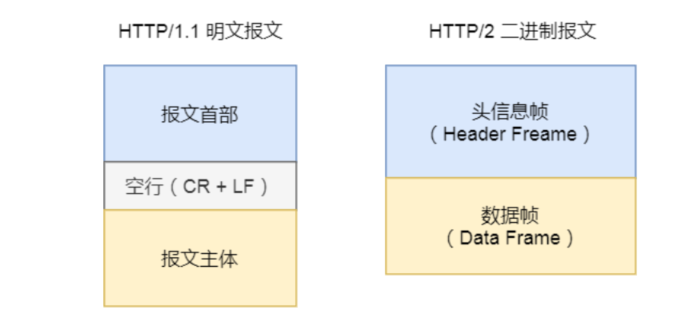 HTTP/1.1 明文报文
HTTP/2 二进制报文
报文首部
空行（CR + LF）
报文主体
头信息帧
（Header Freame）
数据帧
（Data Frame）